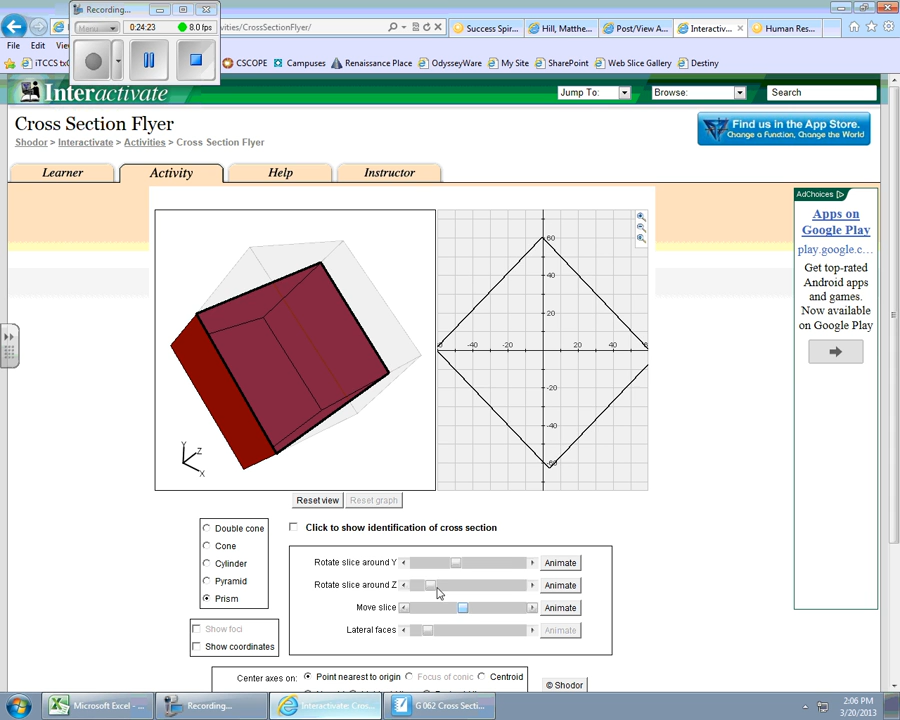 Recording...
0:24:23 8.0 fps
vities/CrossSectionFlyer/
Success Spir...
Hill, Matthe...
Post/View A...
Interactiv...
Human Res...
File Edit
CSCOPE Campuses Renaissance Place OdysseyWare My Site SharePoint Web Slice Gallery Destiny
Interactivate
Jump To: Browse: Search
Cross Section Flyer
Shodor > Interactivate > Activities > Cross Section Flyer
Find us in the App Store.
Change a Function, Change the World
Learner Activity Help Instructor
AdChoices
Apps on
Google Play
play.google.c...
Get top-rated
Android apps
and games.
Now available
on Google Play
60
40
20
-40 -20 20 40 60
-20
-40
Y
Z
X
Reset view Reset graph
Double cone
Cone
Cylinder
Pyramid
Prism
Click to show identification of cross section
Rotate slice around Y Animate
Rotate slice around Z Animate
Move slice Animate
Lateral faces Animate
Show foci
Show coordinates
Center axes on: Point nearest to origin Focus of conic Centroid
© Shodor
Microsoft Excel - ...
Recording...
Interactivate: Cros...
G 062 Cross Secti...
2:06 PM
3/20/2013